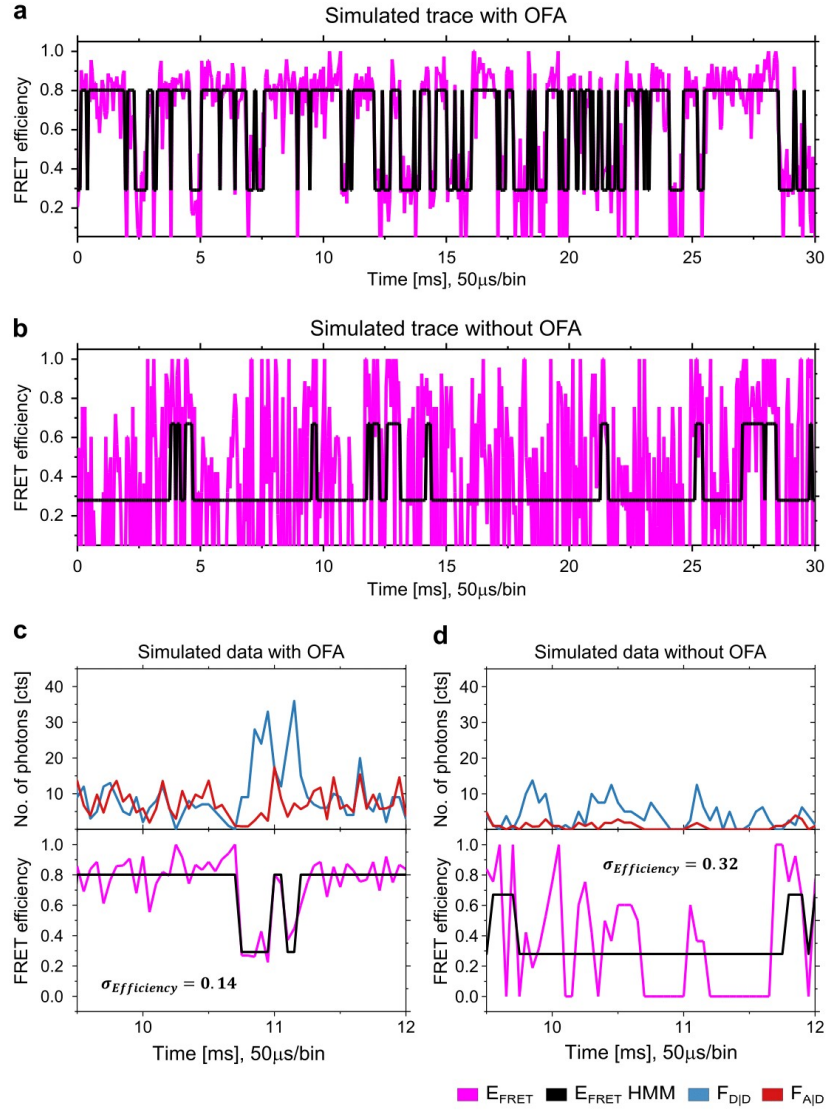 a
Simulated trace with OFA
FRET efficiency
1.0
0.8
0.6
0.4
0.2
0 5 10 15 20 25 30
Time [ms], 50µs/bin
b
Simulated trace without OFA
FRET efficiency
1.0
0.8
0.6
0.4
0.2
0 5 10 15 20 25 30
Time [ms], 50µs/bin
c
Simulated data with OFA
No. of photons [cts]
40
30
20
10
0
FRET efficiency
1.0
0.8
0.6
0.4
0.2
0.0
σEfficiency = 0.14
10 11 12
Time [ms], 50µs/bin
d
Simulated data without OFA
No. of photons [cts]
40
30
20
10
0
FRET efficiency
1.0
0.8
0.6
0.4
0.2
0.0
σEfficiency = 0.32
10 11 12
Time [ms], 50µs/bin
EFRET EFRET HMM FD|D FA|D